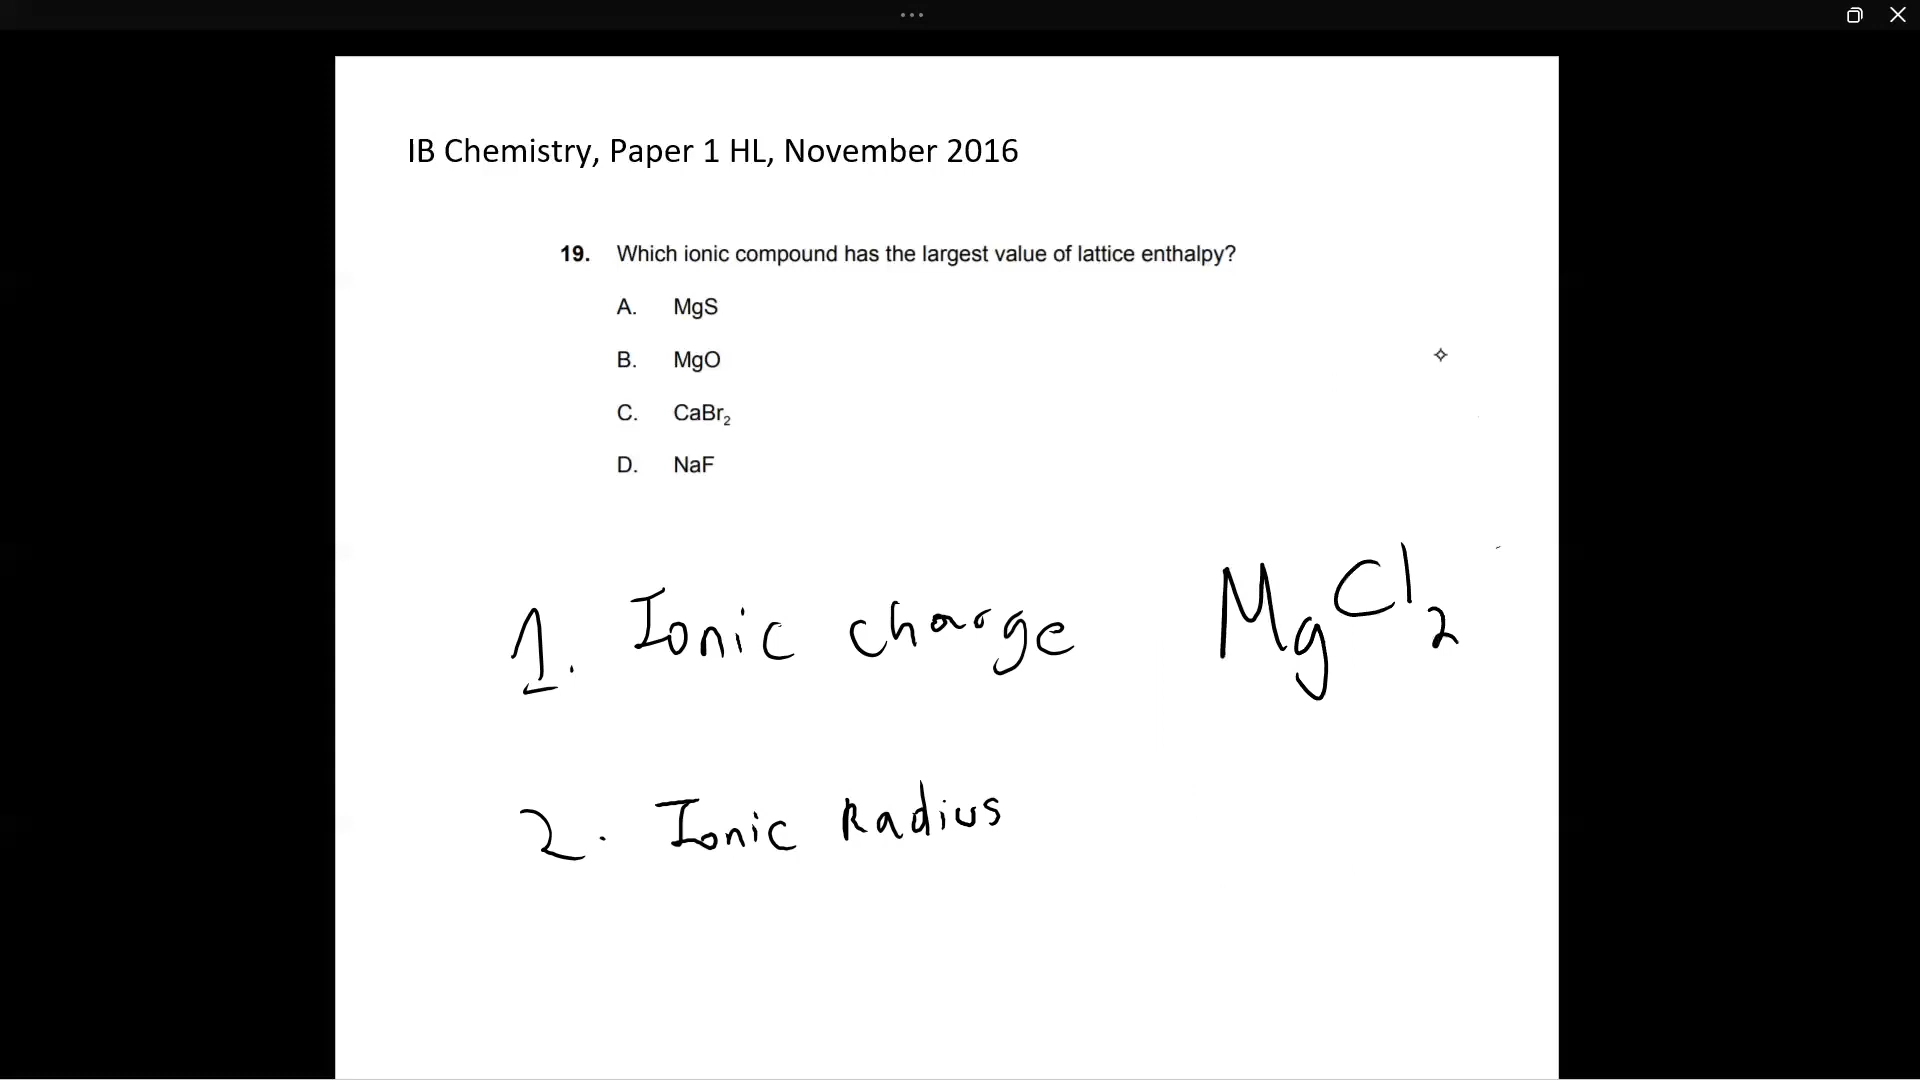 IB Chemistry, Paper 1 HL, November 2016
19. Which ionic compound has the largest value of lattice enthalpy?
A. MgS
B. MgO
C. CaBr₂
D. NaF
1. Ionic charge MgCl₂
2. Ionic Radius